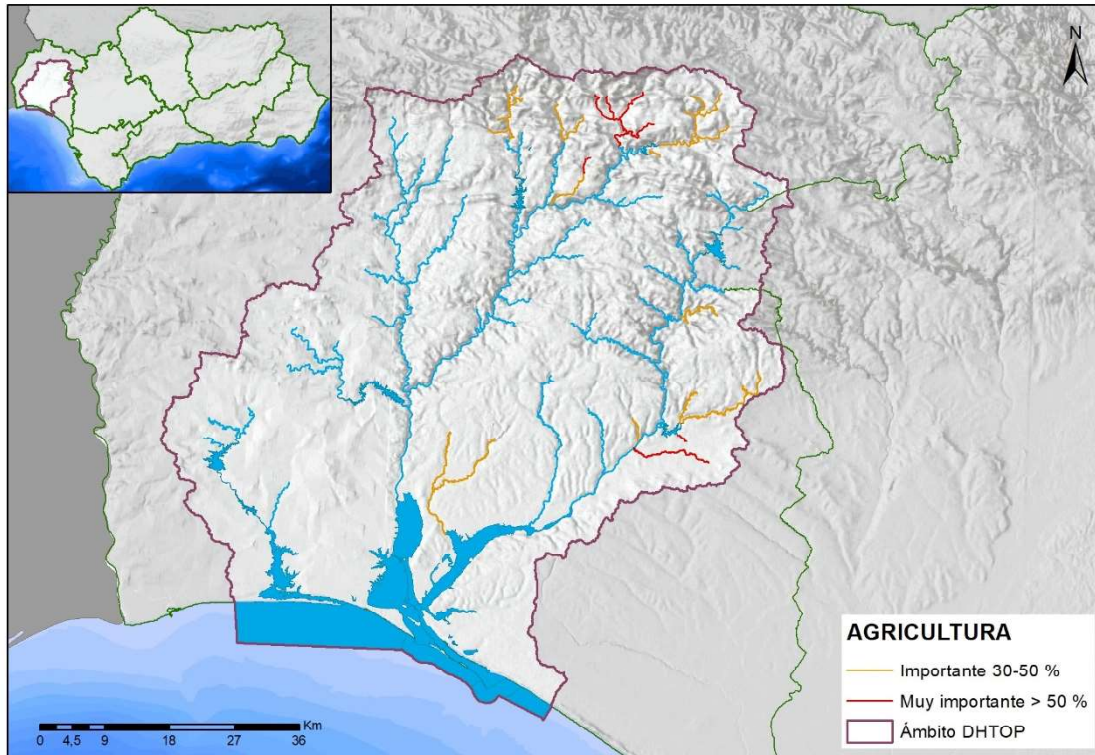 N
AGRICULTURA
Importante 30-50 %
Muy importante > 50 %
Ámbito DHTOP
Km
0 4,5 9 18 27 36